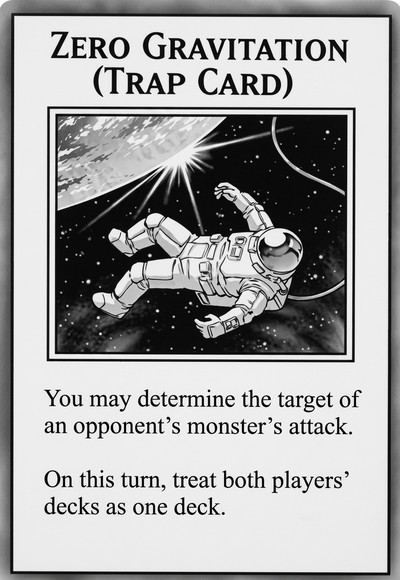 ZERO GRAVITATION
(TRAP CARD)
You may determine the target of
an opponent's monster's attack.
On this turn, treat both players'
decks as one deck.